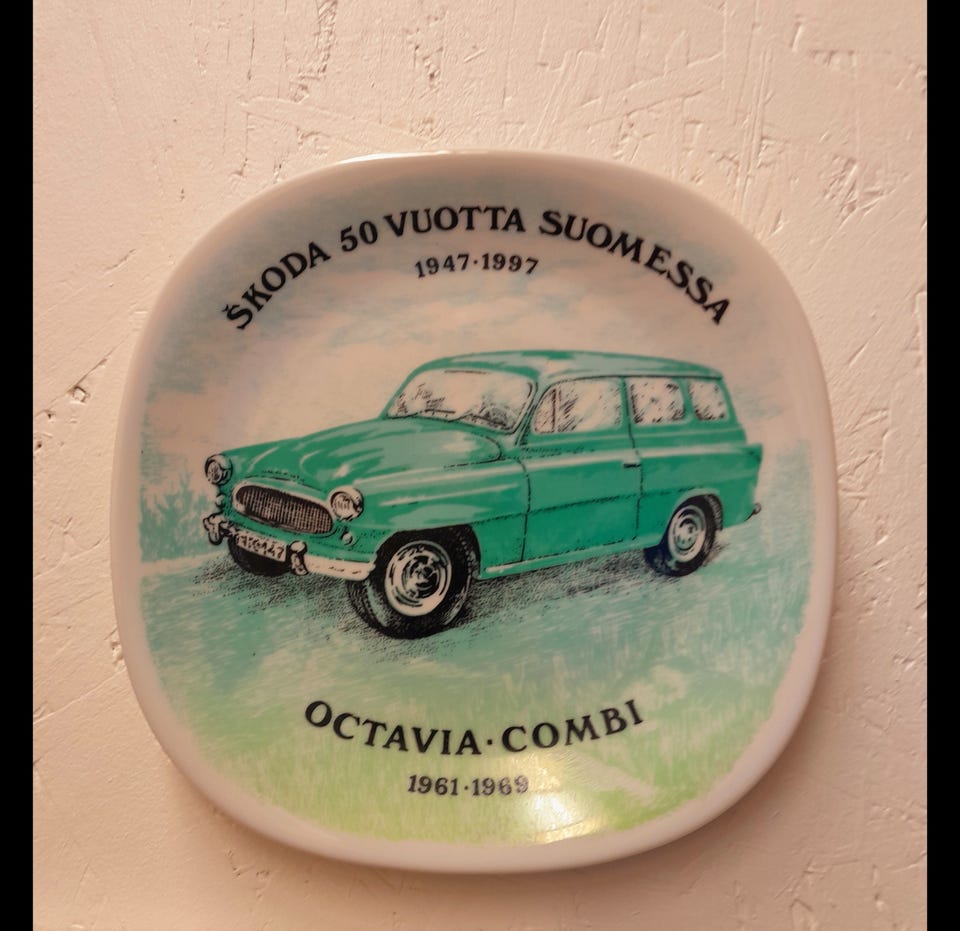 ŠKODA 50 VUOTTA SUOMESSA
1947·1997
OCTAVIA·COMBI
1961·1969